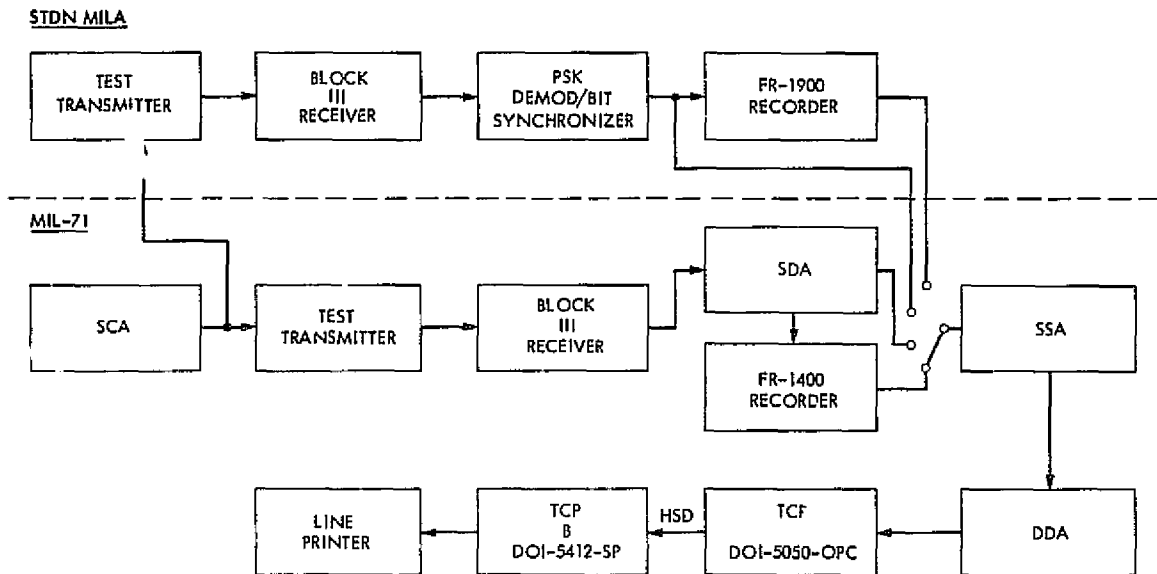 STDN MILA
TEST
TRANSMITTER
BLOCK
III
RECEIVER
PSK
DEMOD/BIT
SYNCHRONIZER
FR-1900
RECORDER
MIL-71
SCA
TEST
TRANSMITTER
BLOCK
III
RECEIVER
SDA
FR-1400
RECORDER
SSA
LINE
PRINTER
TCP
B
DOI-5412-SP
HSD
TCF
DOI-5050-OPC
DDA